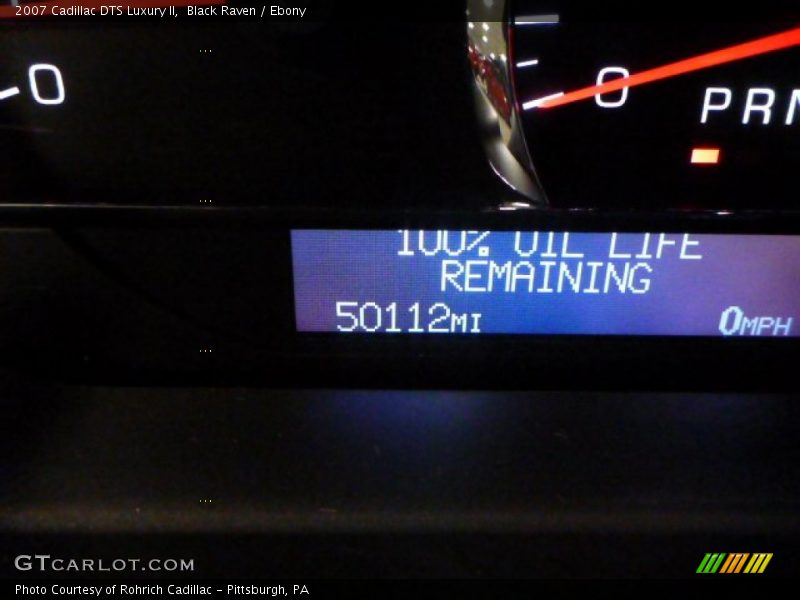 2007 Cadillac DTS Luxury II, Black Raven / Ebony
0
0
PRN
100% OIL LIFE
REMAINING
50112MI
0MPH
GTCARLOT.COM
Photo Courtesy of Rohrich Cadillac - Pittsburgh, PA